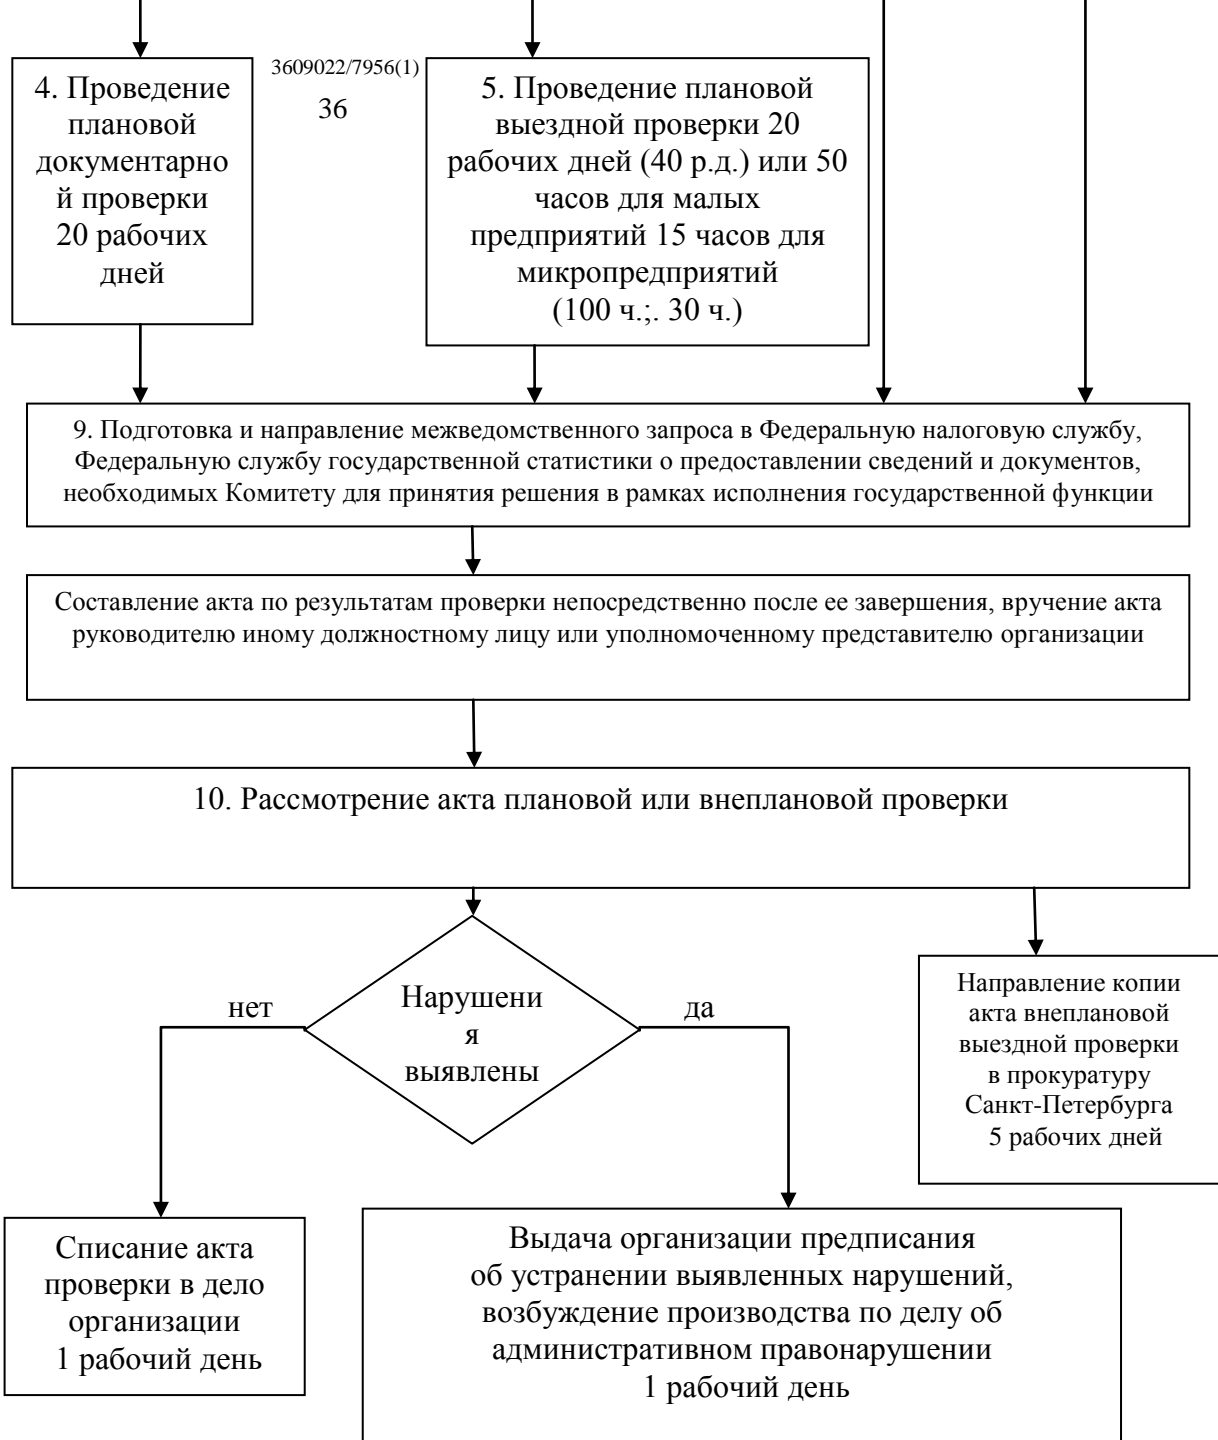 4. Проведение
плановой
документарно
й проверки
20 рабочих
дней
3609022/7956(1)
36
5. Проведение плановой
выездной проверки 20
рабочих дней (40 р.д.) или 50
часов для малых
предприятий 15 часов для
микропредприятий
(100 ч.;. 30 ч.)
9. Подготовка и направление межведомственного запроса в Федеральную налоговую службу,
Федеральную службу государственной статистики о предоставлении сведений и документов,
необходимых Комитету для принятия решения в рамках исполнения государственной функции
Составление акта по результатам проверки непосредственно после ее завершения, вручение акта
руководителю иному должностному лицу или уполномоченному представителю организации
10. Рассмотрение акта плановой или внеплановой проверки
нет
Нарушени
я
выявлены
да
Направление копии
акта внеплановой
выездной проверки
в прокуратуру
Санкт-Петербурга
5 рабочих дней
Списание акта
проверки в дело
организации
1 рабочий день
Выдача организации предписания
об устранении выявленных нарушений,
возбуждение производства по делу об
административном правонарушении
1 рабочий день